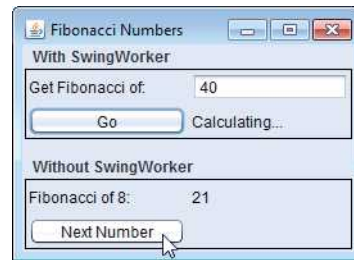 Fibonacci Numbers
With SwingWorker
Get Fibonacci of: 40
Go Calculating...
Without SwingWorker
Fibonacci of 8: 21
Next Number